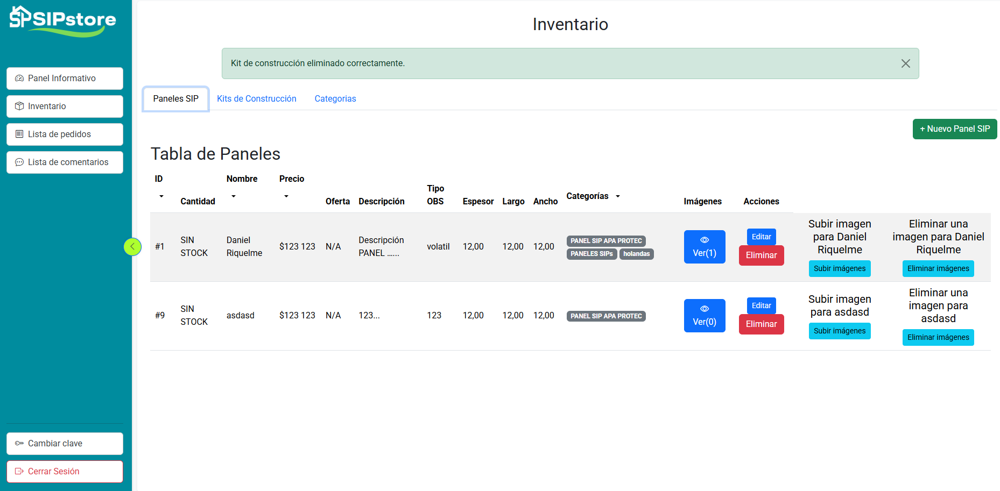 SIPstore
Panel Informativo
Inventario
Lista de pedidos
Lista de comentarios
Cambiar clave
Cerrar Sesión
Inventario
Kit de construcción eliminado correctamente.
Paneles SIP
Kits de Construcción
Categorias
+ Nuevo Panel SIP
Tabla de Paneles
ID Cantidad Nombre Precio Oferta Descripción Tipo OBS Espesor Largo Ancho Categorías Imágenes Acciones
#1
SIN
STOCK
Daniel
Riquelme
$123 123
N/A
Descripción
PANEL ......
volatil
12,00
12,00
12,00
PANEL SIP APA PROTEC
PANELES SIPs holandas
Ver(1)
Editar
Eliminar
Subir imagen
para Daniel
Riquelme
Subir imágenes
Eliminar una
imagen para Daniel
Riquelme
Eliminar imágenes
#9
SIN
STOCK
asdasd
$123 123
N/A
123...
123
12,00
12,00
12,00
PANEL SIP APA PROTEC
Ver(0)
Editar
Eliminar
Subir imagen
para asdasd
Subir imágenes
Eliminar una
imagen para
asdasd
Eliminar imágenes